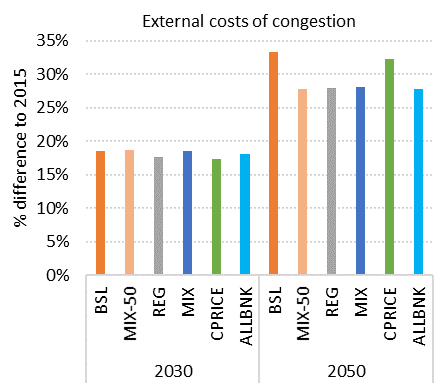 External costs of congestion
% difference to 2015
35%
30%
25%
20%
15%
10%
5%
0%
BSL
MIX-50
REG
MIX
CPRICE
ALLBNK
BSL
MIX-50
REG
MIX
CPRICE
ALLBNK
2030
2050